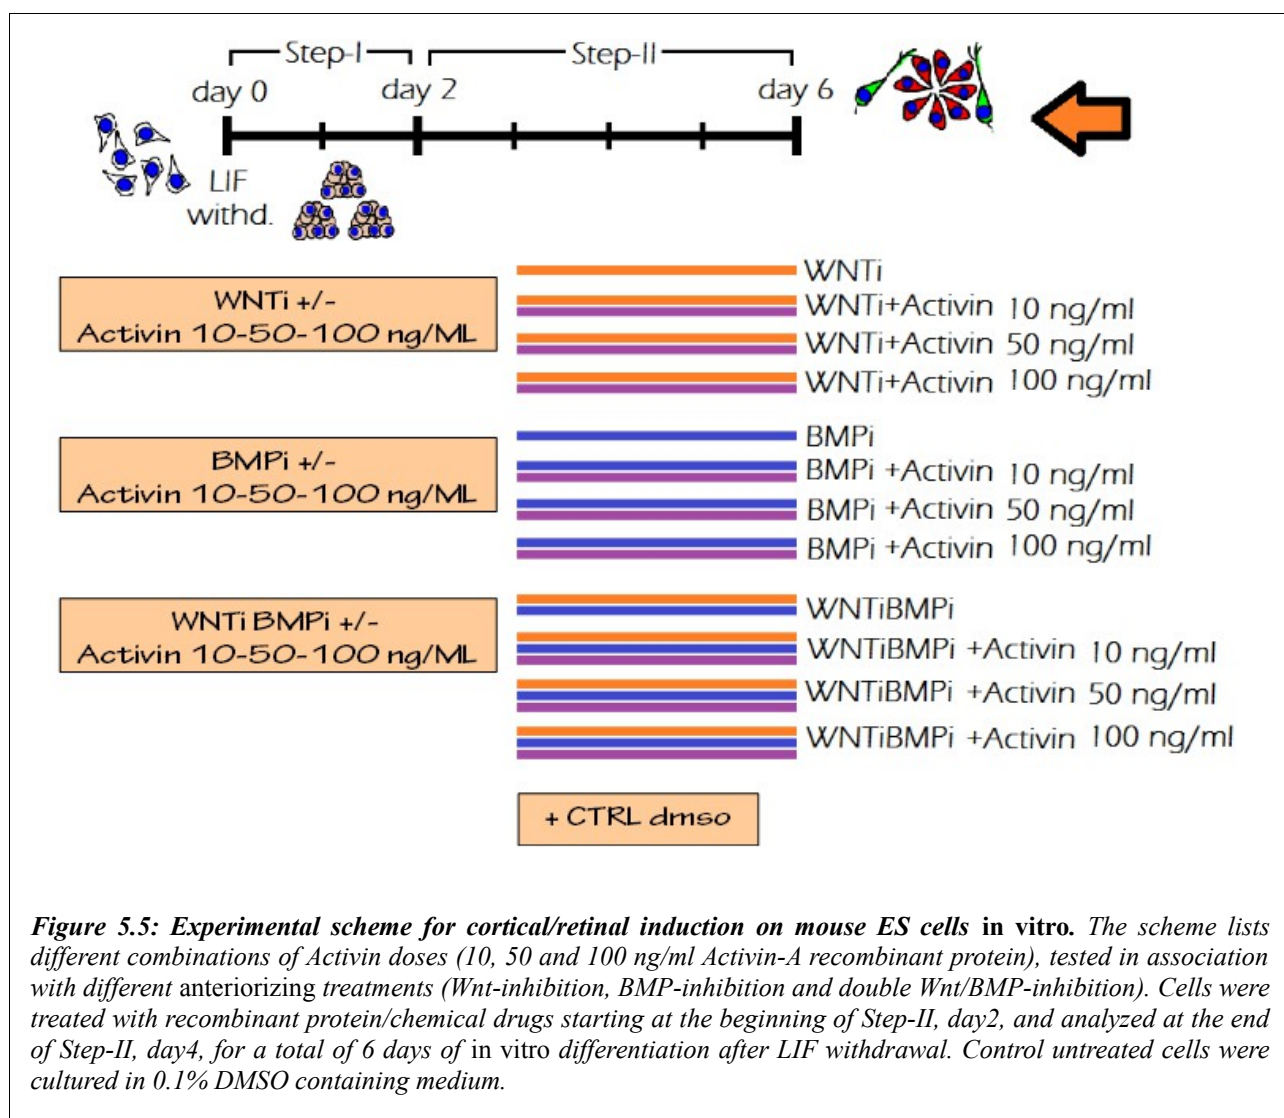 Step-I
Step-II
day 0
day 2
day 6
LIF
withd.
WNTi +/-
Activin 10-50-100 ng/ML
WNTi
WNTi+Activin 10 ng/ml
WNTi+Activin 50 ng/ml
WNTi+Activin 100 ng/ml
BMPi +/-
Activin 10-50-100 ng/ML
BMPi
BMPi +Activin 10 ng/ml
BMPi +Activin 50 ng/ml
BMPi +Activin 100 ng/ml
WNTi BMPi +/-
Activin 10-50-100 ng/ML
WNTiBMPi
WNTiBMPi +Activin 10 ng/ml
WNTiBMPi +Activin 50 ng/ml
WNTiBMPi +Activin 100 ng/ml
+ CTRL dmso
Figure 5.5: Experimental scheme for cortical/retinal induction on mouse ES cells in vitro. The scheme lists
different combinations of Activin doses (10, 50 and 100 ng/ml Activin-A recombinant protein), tested in association
with different anteriorizing treatments (Wnt-inhibition, BMP-inhibition and double Wnt/BMP-inhibition). Cells were
treated with recombinant protein/chemical drugs starting at the beginning of Step-II, day2, and analyzed at the end
of Step-II, day4, for a total of 6 days of in vitro differentiation after LIF withdrawal. Control untreated cells were
cultured in 0.1% DMSO containing medium.